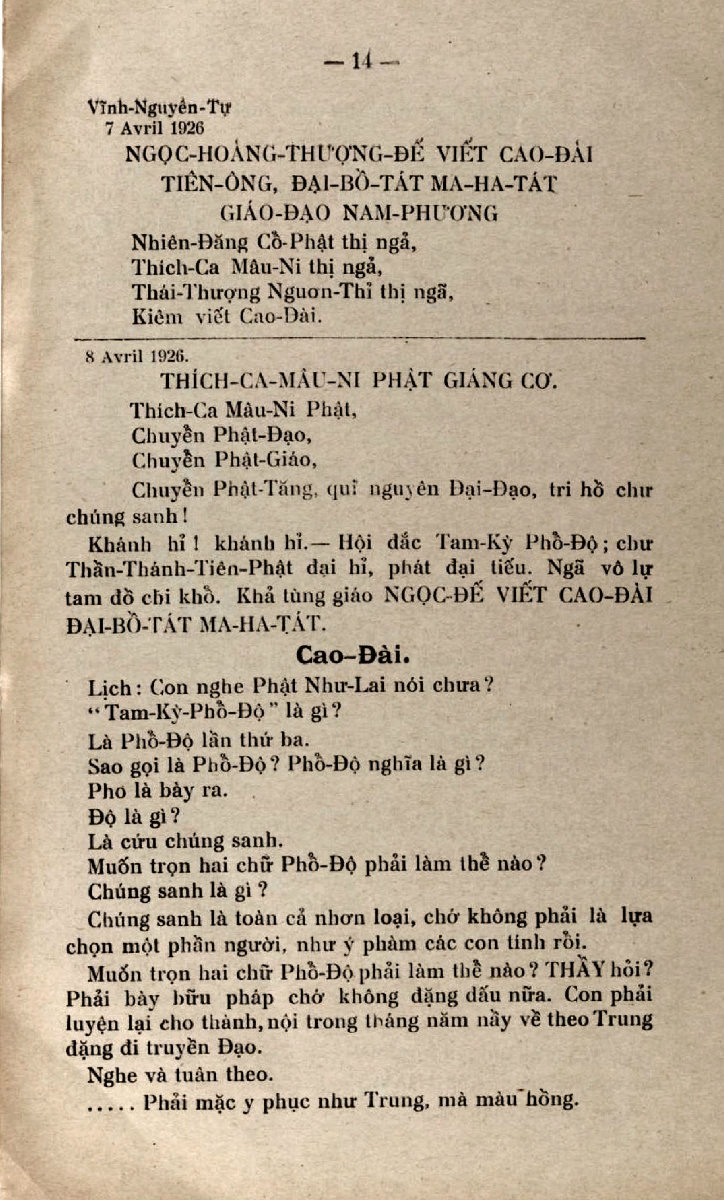 — 14 —
Vĩnh-Nguyên-Tự
7 Avril 1926
NGỌC-HOÀNG-THƯỢNG-ĐẾ VIẾT CAO-ĐÀI
TIÊN-ÔNG, ĐẠI-BỒ-TÁT MA-HA-TÁT
GIÁO-ĐẠO NAM-PHƯƠNG
Nhiên-Đăng Cổ-Phật thị ngả,
Thích-Ca Mâu-Ni thị ngả,
Thái-Thượng Nguơn-Thỉ thị ngã,
Kiêm viết Cao-Đài.
8 Avril 1926.
THÍCH-CA-MÂU-NI PHẬT GIÁNG CƠ.
Thích-Ca Mâu-Ni Phật,
Chuyển Phật-Đạo,
Chuyển Phật-Giáo,
Chuyển Phật-Tăng, quỉ nguyên Đại-Đạo, tri hồ chư
chúng sanh!
Khánh hỉ! khánh hỉ.— Hội đắc Tam-Kỳ Phổ-Độ; chư
Thần-Thánh-Tiên-Phật đại hỉ, phát đại tiếu. Ngã vô lự
tam đồ chi khổ. Khả tùng giáo NGỌC-ĐẾ VIẾT CAO-ĐÀI
ĐẠI-BỒ-TÁT MA-HA-TÁT.
Cao-Đài.
Lịch: Con nghe Phật Như-Lai nói chưa?
“Tam-Kỳ-Phổ-Độ” là gì?
Là Phổ-Độ lần thứ ba.
Sao gọi là Phổ-Độ? Phổ-Độ nghĩa là gì?
Pho là bày ra.
Độ là gì?
Là cứu chúng sanh.
Muốn trọn hai chữ Phổ-Độ phải làm thể nào?
Chúng sanh là gì?
Chúng sanh là toàn cả nhơn loại, chớ không phải là lựa
chọn một phần người, như ý phàm các con tính rồi.
Muốn trọn hai chữ Phổ-Độ phải làm thể nào? THẦY hỏi?
Phải bày bữu pháp chớ không đặng dấu nữa. Con phải
luyện lại cho thành, nội trong tháng năm nầy về theo Trung
đặng đi truyền Đạo.
Nghe và tuân theo.
..... Phải mặc y phục như Trung, mà màu hồng.